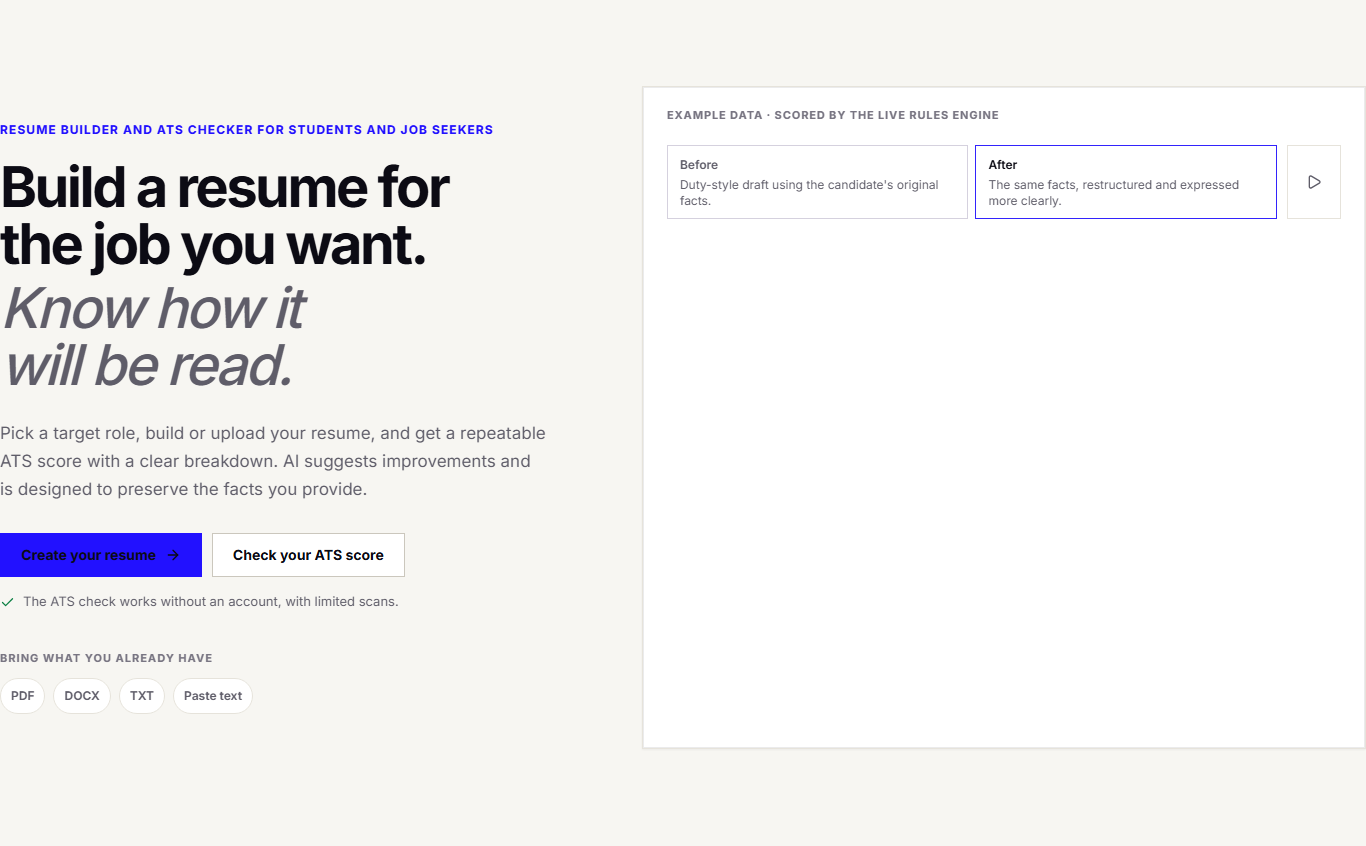 RESUME BUILDER AND ATS CHECKER FOR STUDENTS AND JOB SEEKERS
Build a resume for
the job you want.
Know how it
will be read.
Pick a target role, build or upload your resume, and get a repeatable
ATS score with a clear breakdown. AI suggests improvements and
is designed to preserve the facts you provide.
Create your resume →
Check your ATS score
The ATS check works without an account, with limited scans.
BRING WHAT YOU ALREADY HAVE
PDF
DOCX
TXT
Paste text
EXAMPLE DATA · SCORED BY THE LIVE RULES ENGINE
Before
Duty-style draft using the candidate's original
facts.
After
The same facts, restructured and expressed
more clearly.